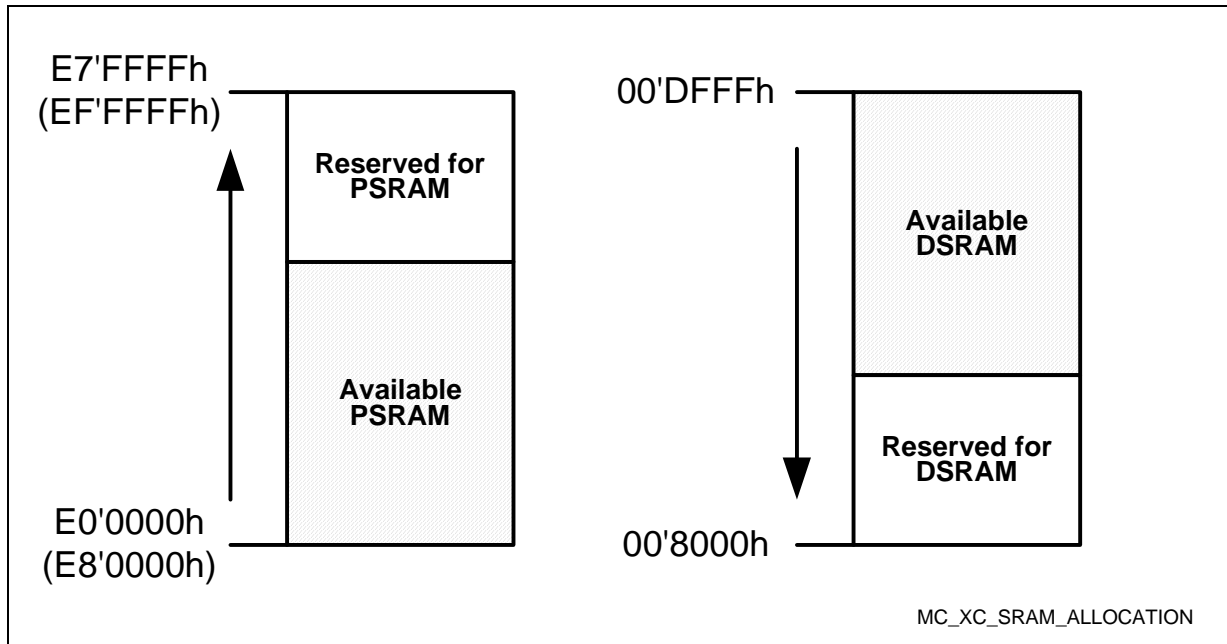 E7'FFFFh
(EF'FFFFh)
Reserved for
PSRAM
Available
PSRAM
E0'0000h
(E8'0000h)
00'DFFFh
Available
DSRAM
Reserved for
DSRAM
00'8000h
MC_XC_SRAM_ALLOCATION